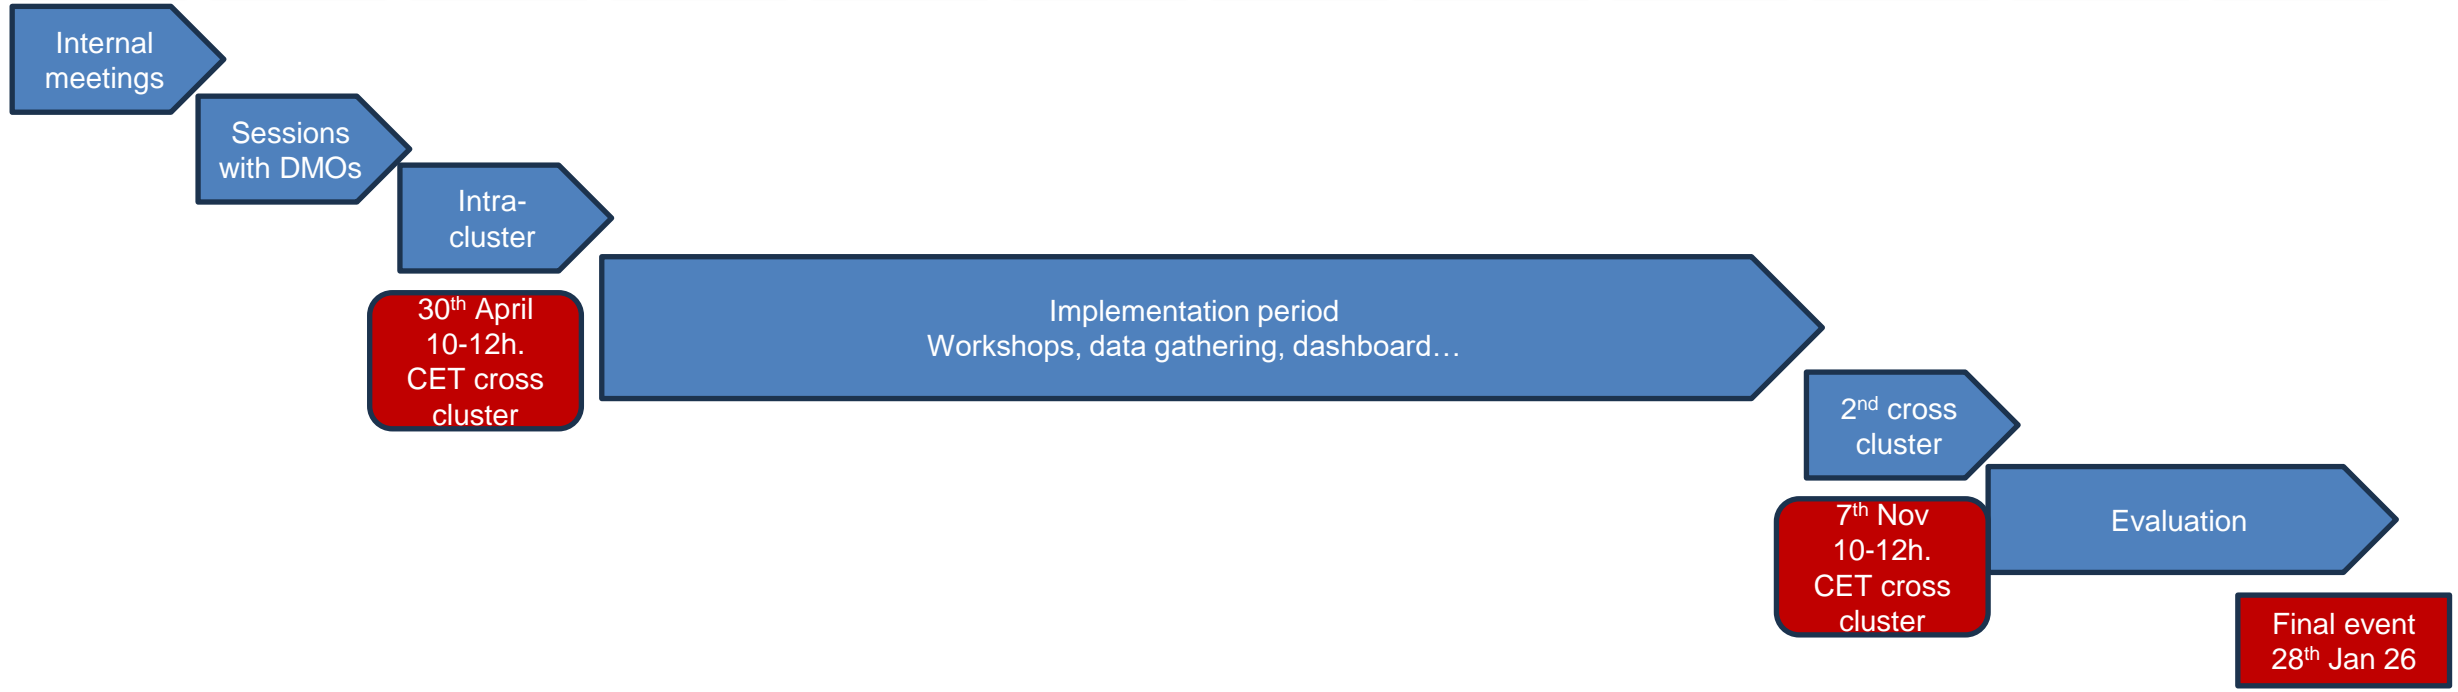 Internal
meetings
Sessions
with DMOs
Intra-
cluster
30th April
10-12h.
CET cross
cluster
Implementation period
Workshops, data gathering, dashboard…
2nd cross
cluster
7th Nov
10-12h.
CET cross
cluster
Evaluation
Final event
28th Jan 26